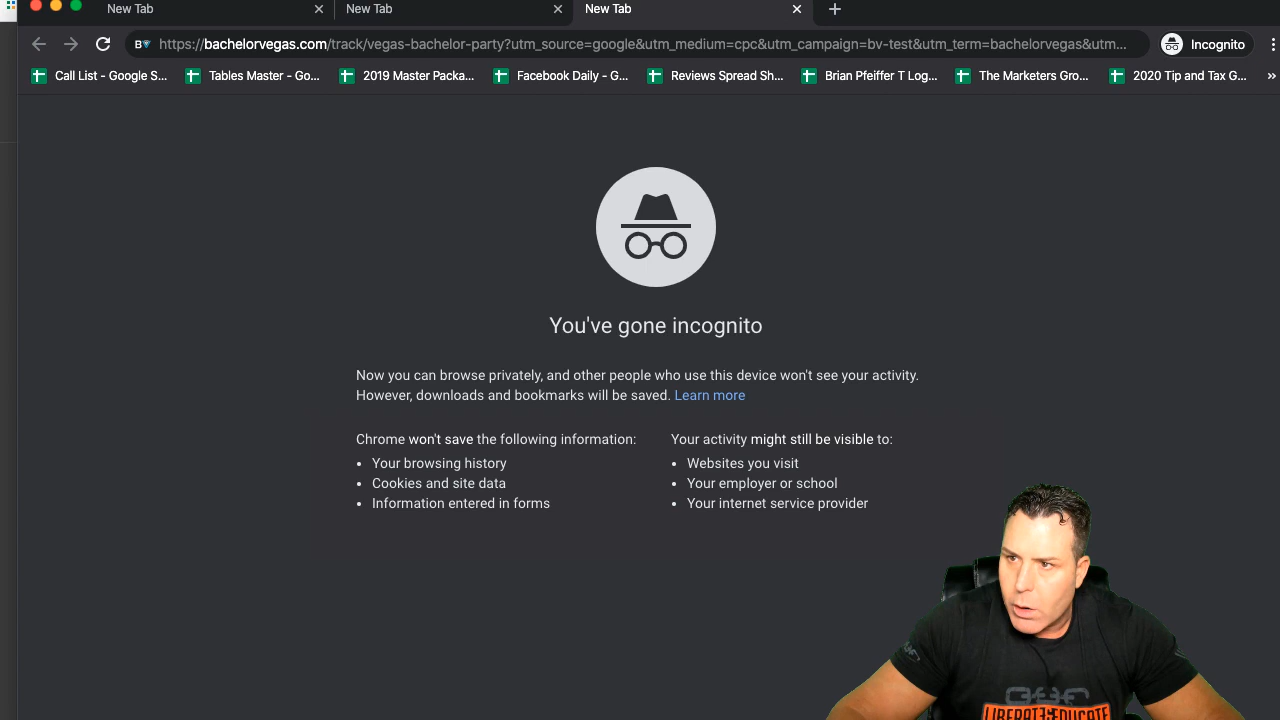 New Tab
New Tab
New Tab
https://bachelorvegas.com/track/vegas-bachelor-party?utm_source=google&utm_medium=cpc&utm_campaign=bv-test&utm_term=bachelorvegas&utm...
Incognito
Call List - Google S...
Tables Master - Go...
2019 Master Packa...
Facebook Daily - G...
Reviews Spread Sh...
Brian Pfeiffer T Log...
The Marketers Gro...
2020 Tip and Tax G...
You've gone incognito
Now you can browse privately, and other people who use this device won't see your activity.
However, downloads and bookmarks will be saved. Learn more
Chrome won't save the following information:
• Your browsing history
• Cookies and site data
• Information entered in forms
Your activity might still be visible to:
• Websites you visit
• Your employer or school
• Your internet service provider
LIBERATE EDUCATE